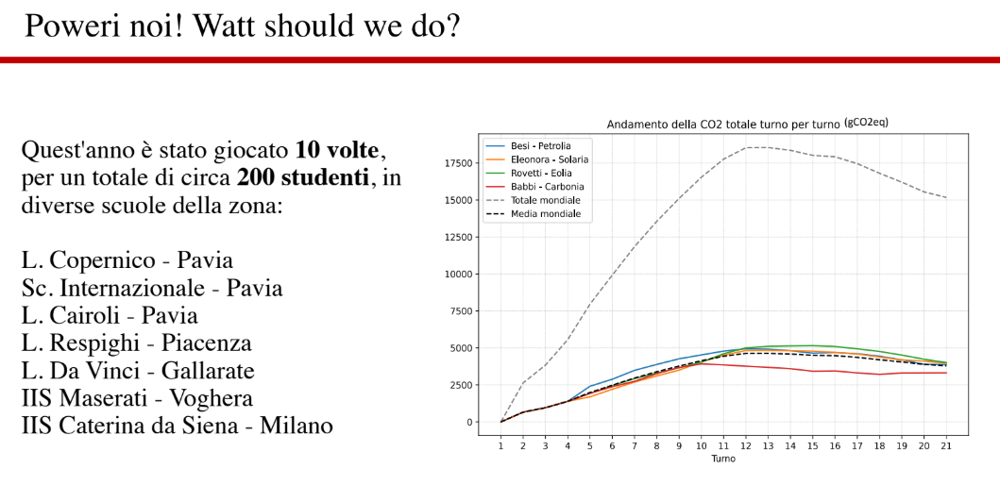 Poweri noi! Watt should we do?
Quest'anno è stato giocato 10 volte,
per un totale di circa 200 studenti, in
diverse scuole della zona:
L. Copernico - Pavia
Sc. Internazionale - Pavia
L. Cairoli - Pavia
L. Respighi - Piacenza
L. Da Vinci - Gallarate
IIS Maserati - Voghera
IIS Caterina da Siena - Milano
Andamento della CO2 totale turno per turno (gCO2eq)
Besi - Petrolia
Eleonora - Solaria
Rovetti - Eolia
Babbi - Carbonia
Totale mondiale
Media mondiale
17500
15000
12500
10000
7500
5000
2500
0
1 2 3 4 5 6 7 8 9 10 11 12 13 14 15 16 17 18 19 20 21
Turno